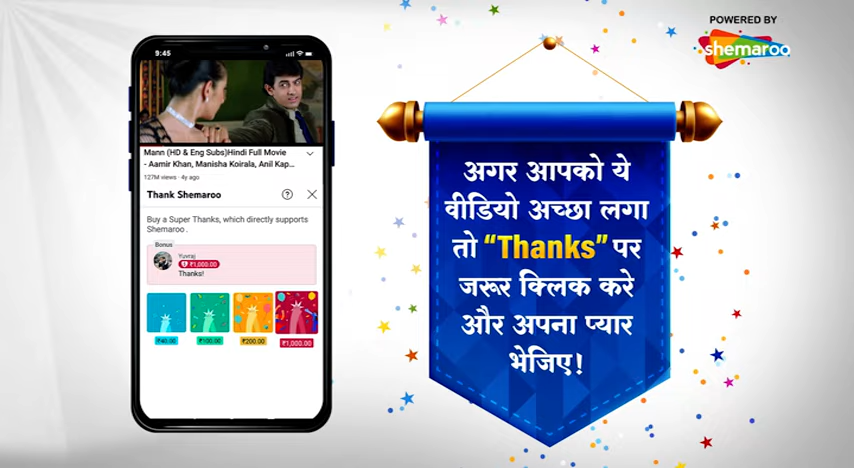 POWERED BY
shemaroo
9:45
Mann (HD & Eng Subs)Hindi Full Movie
- Aamir Khan, Manisha Koirala, Anil Kap...
127M views · 4y ago
Thank Shemaroo
Buy a Super Thanks, which directly supports
Shemaroo .
Bonus
Yuvraj
₹1,000.00
Thanks!
₹40.00 ₹100.00 ₹200.00 ₹1,000.00
अगर आपको ये
वीडियो अच्छा लगा
तो “Thanks” पर
जरूर क्लिक करे
और अपना प्यार
भेजिए!